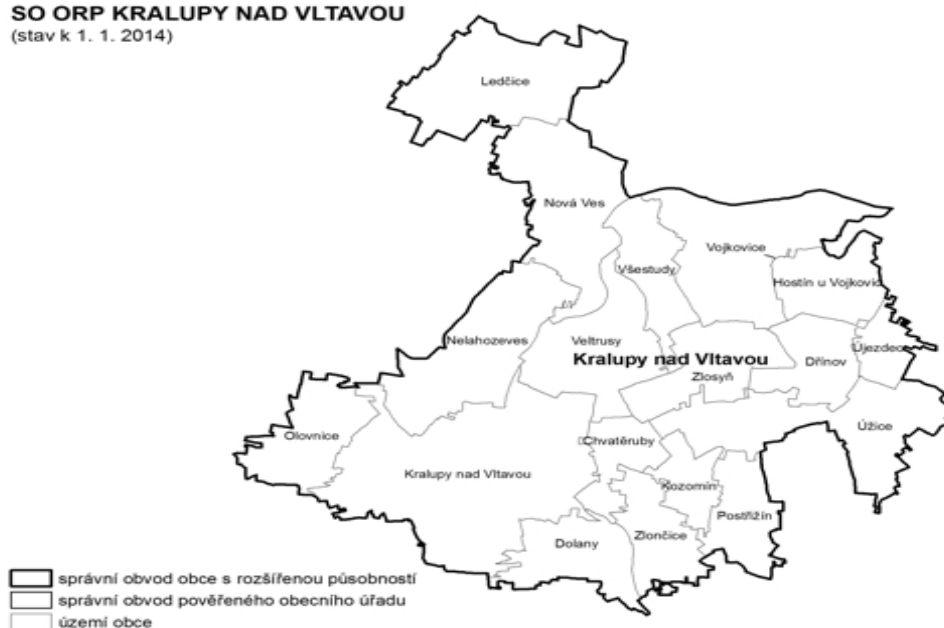 SO ORP KRALUPY NAD VLTAVOU
(stav k 1. 1. 2014)
Ledčice
Nová Ves
Vojkovice
Všestudy
Hostín u Vojkovic
Nelahozeves
Veltrusy
Újezdec
Kralupy nad Vltavou
Dřínov
Zlosyň
Úžice
Olovnice
Chvatěruby
Kralupy nad Vltavou
Kozomín
Postřižín
Dolany
Zlončice
správní obvod obce s rozšířenou působností
správní obvod pověřeného obecního úřadu
území obce